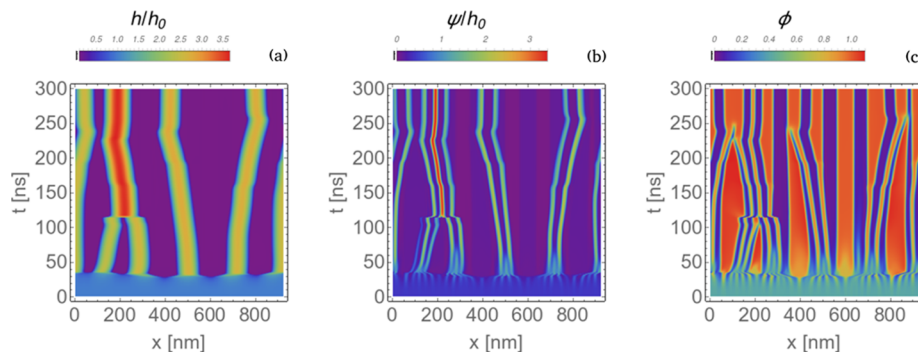 h/h0 ψ/h0 ϕ
0.5 1.0 1.5 2.0 2.5 3.0 3.5 (a) 0 1 2 3 (b) 0 0.2 0.4 0.6 0.8 1.0 (c)
300 300 300
250 250 250
200 200 200
150 150 150
100 100 100
50 50 50
0 0 0
t [ns] t [ns] t [ns]
0 200 400 600 800 0 200 400 600 800 0 200 400 600 800
x [nm] x [nm] x [nm]